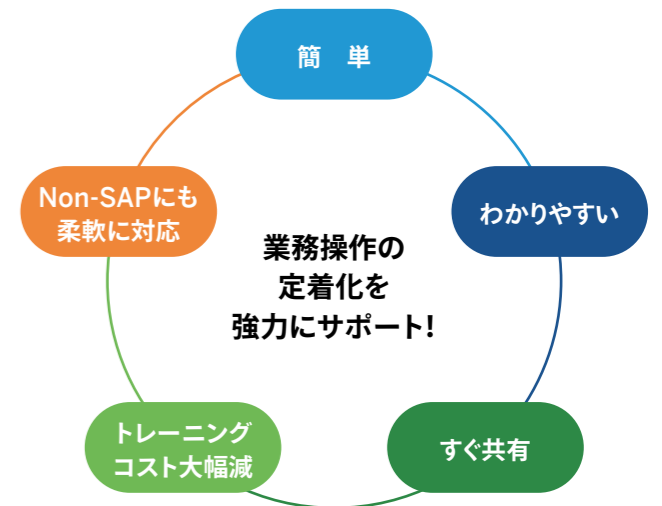 簡　単
わかりやすい
すぐ共有
トレーニング
コスト大幅減
Non-SAPにも
柔軟に対応
業務操作の
定着化を
強力にサポート!